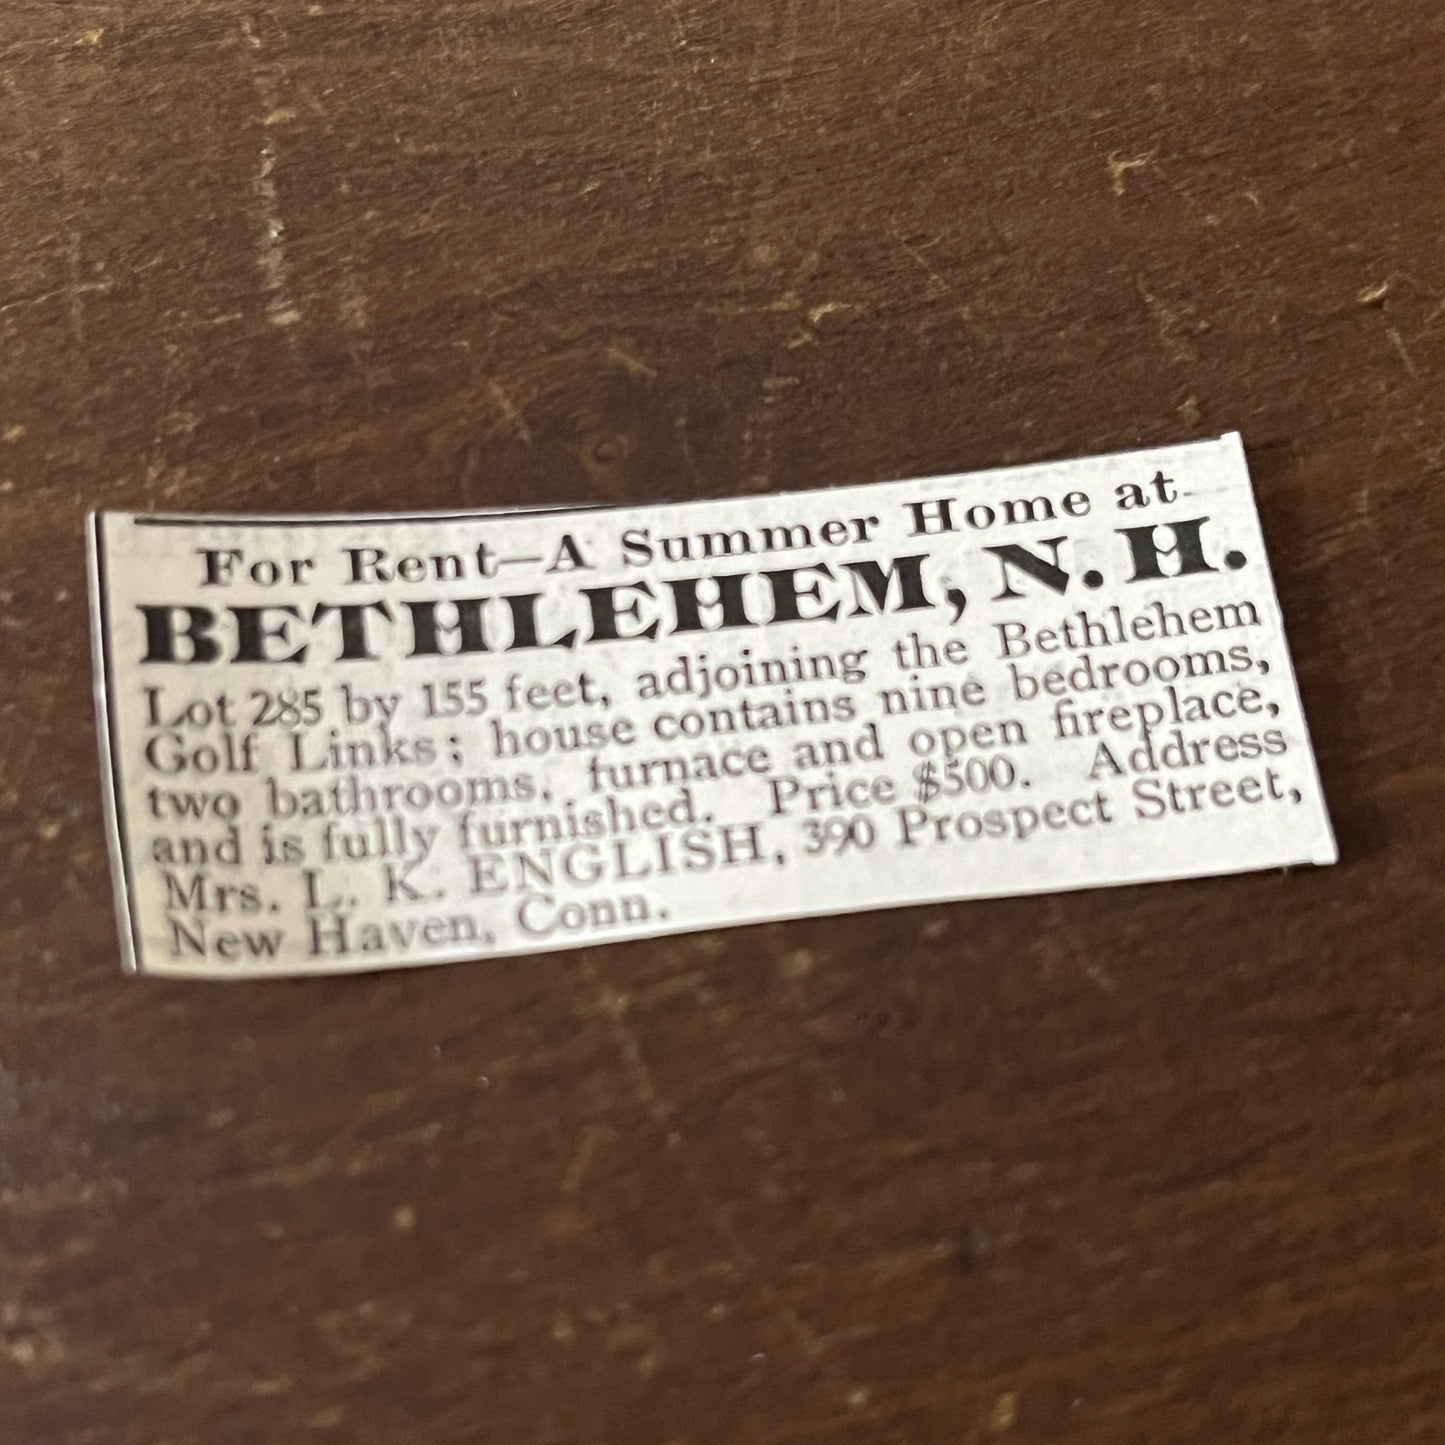 For Rent—A Summer Home at
BETHLEHEM, N. H.
Lot 285 by 155 feet, adjoining the Bethlehem
Golf Links; house contains nine bedrooms,
two bathrooms, furnace and open fireplace,
and is fully furnished. Price $500. Address
Mrs. L. K. ENGLISH, 390 Prospect Street,
New Haven, Conn.